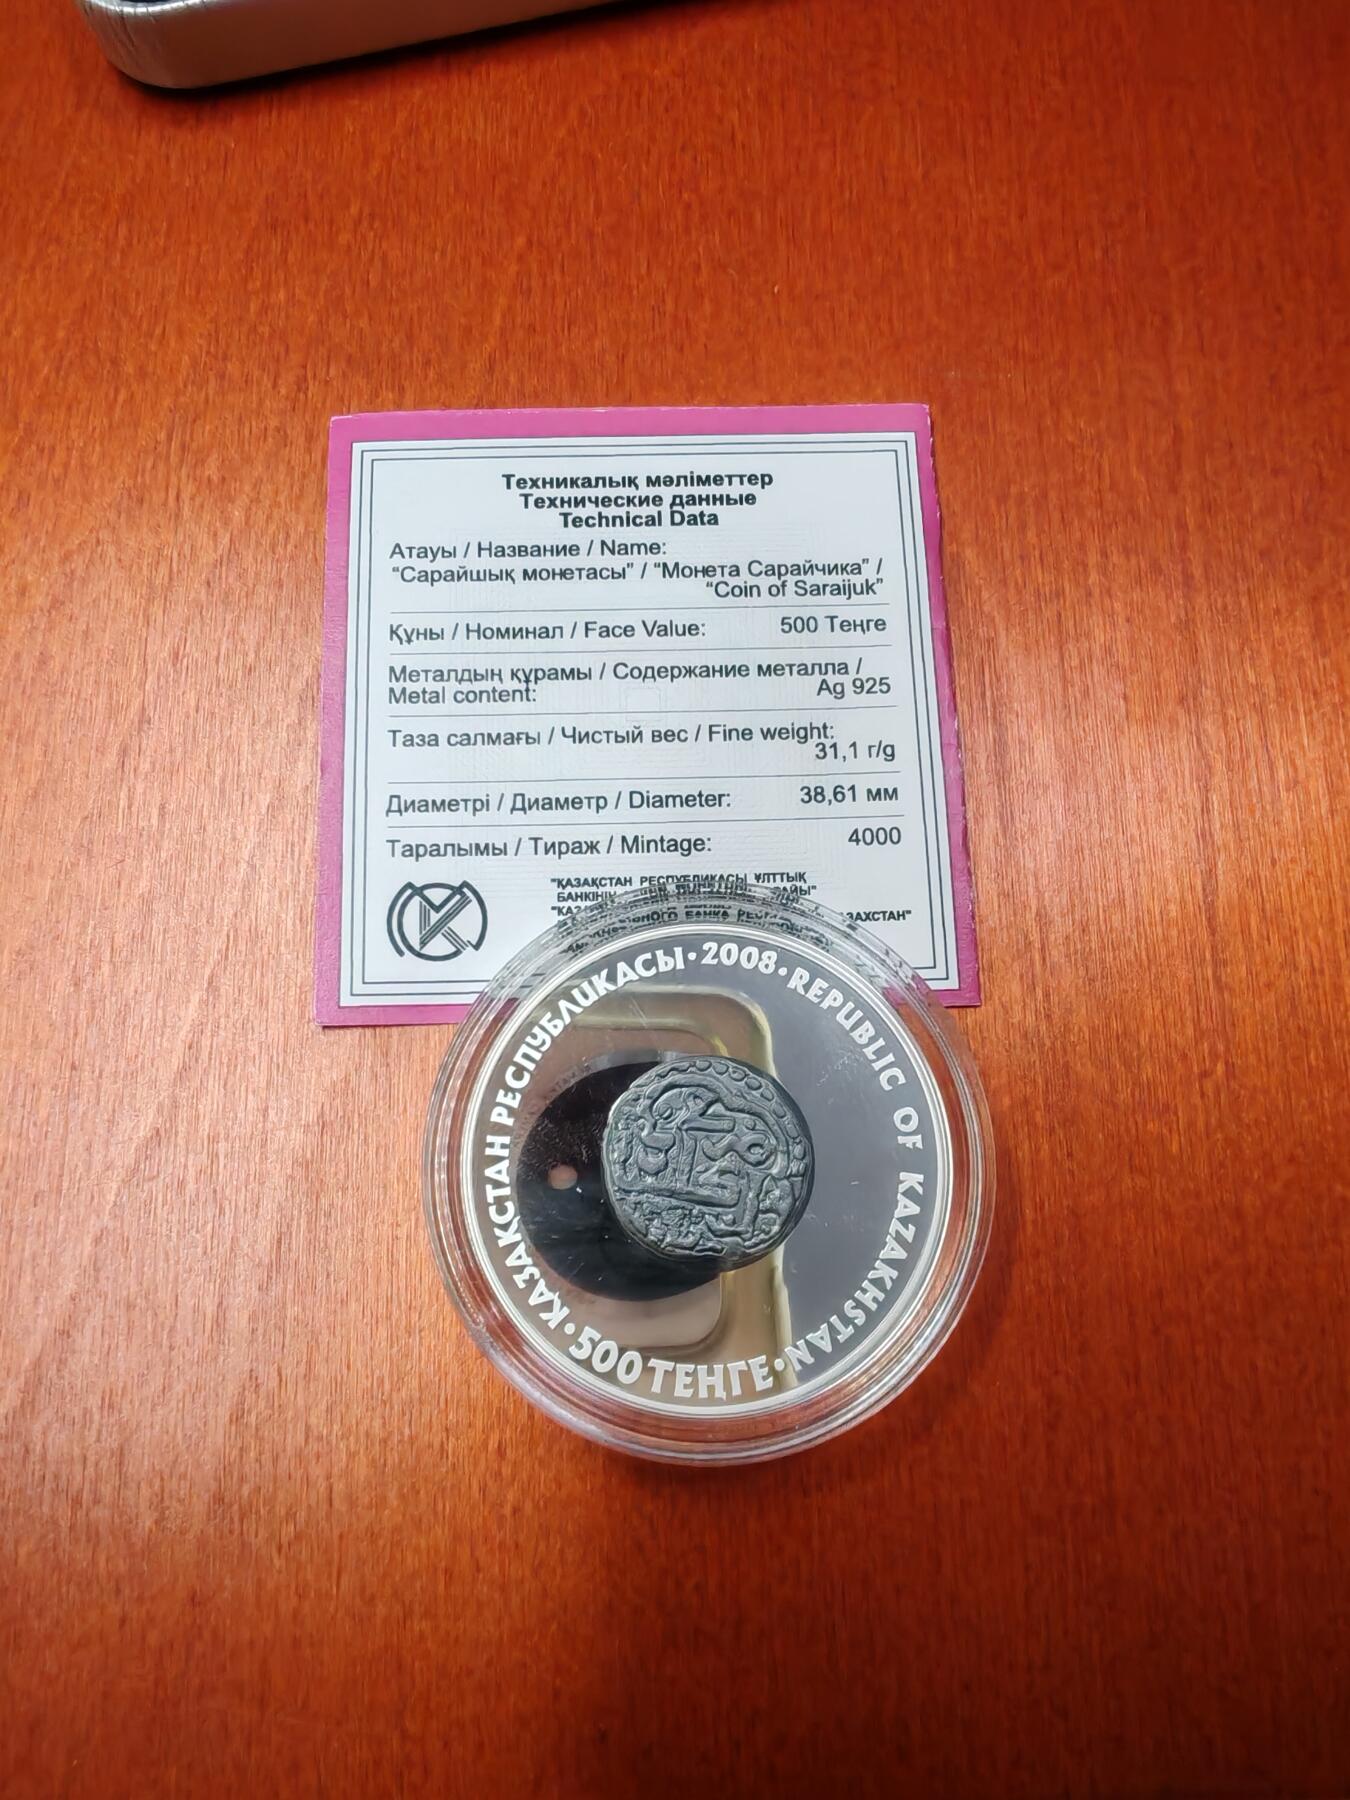 Техникалық мәліметтер
Технические данные
Technical Data
Атауы / Название / Name:
“Сарайшық монетасы” / “Монета Сарайчика” /
“Coin of Saraijuk”
Құны / Номинал / Face Value: 500 Теңге
Металдың құрамы / Содержание металла /
Metal content: Ag 925
Таза салмағы / Чистый вес / Fine weight:
31,1 г/g
Диаметрі / Диаметр / Diameter: 38,61 мм
Таралымы / Тираж / Mintage: 4000
"ҚАЗАҚСТАН РЕСПУБЛИКАСЫ ҰЛТТЫҚ
БАНКІНІҢ
БАНКА
ҚАЗАҚСТАН РЕСПУБЛИКАСЫ • 2008 • REPUBLIC OF KAZAKHSTAN • 500 ТЕҢГЕ •